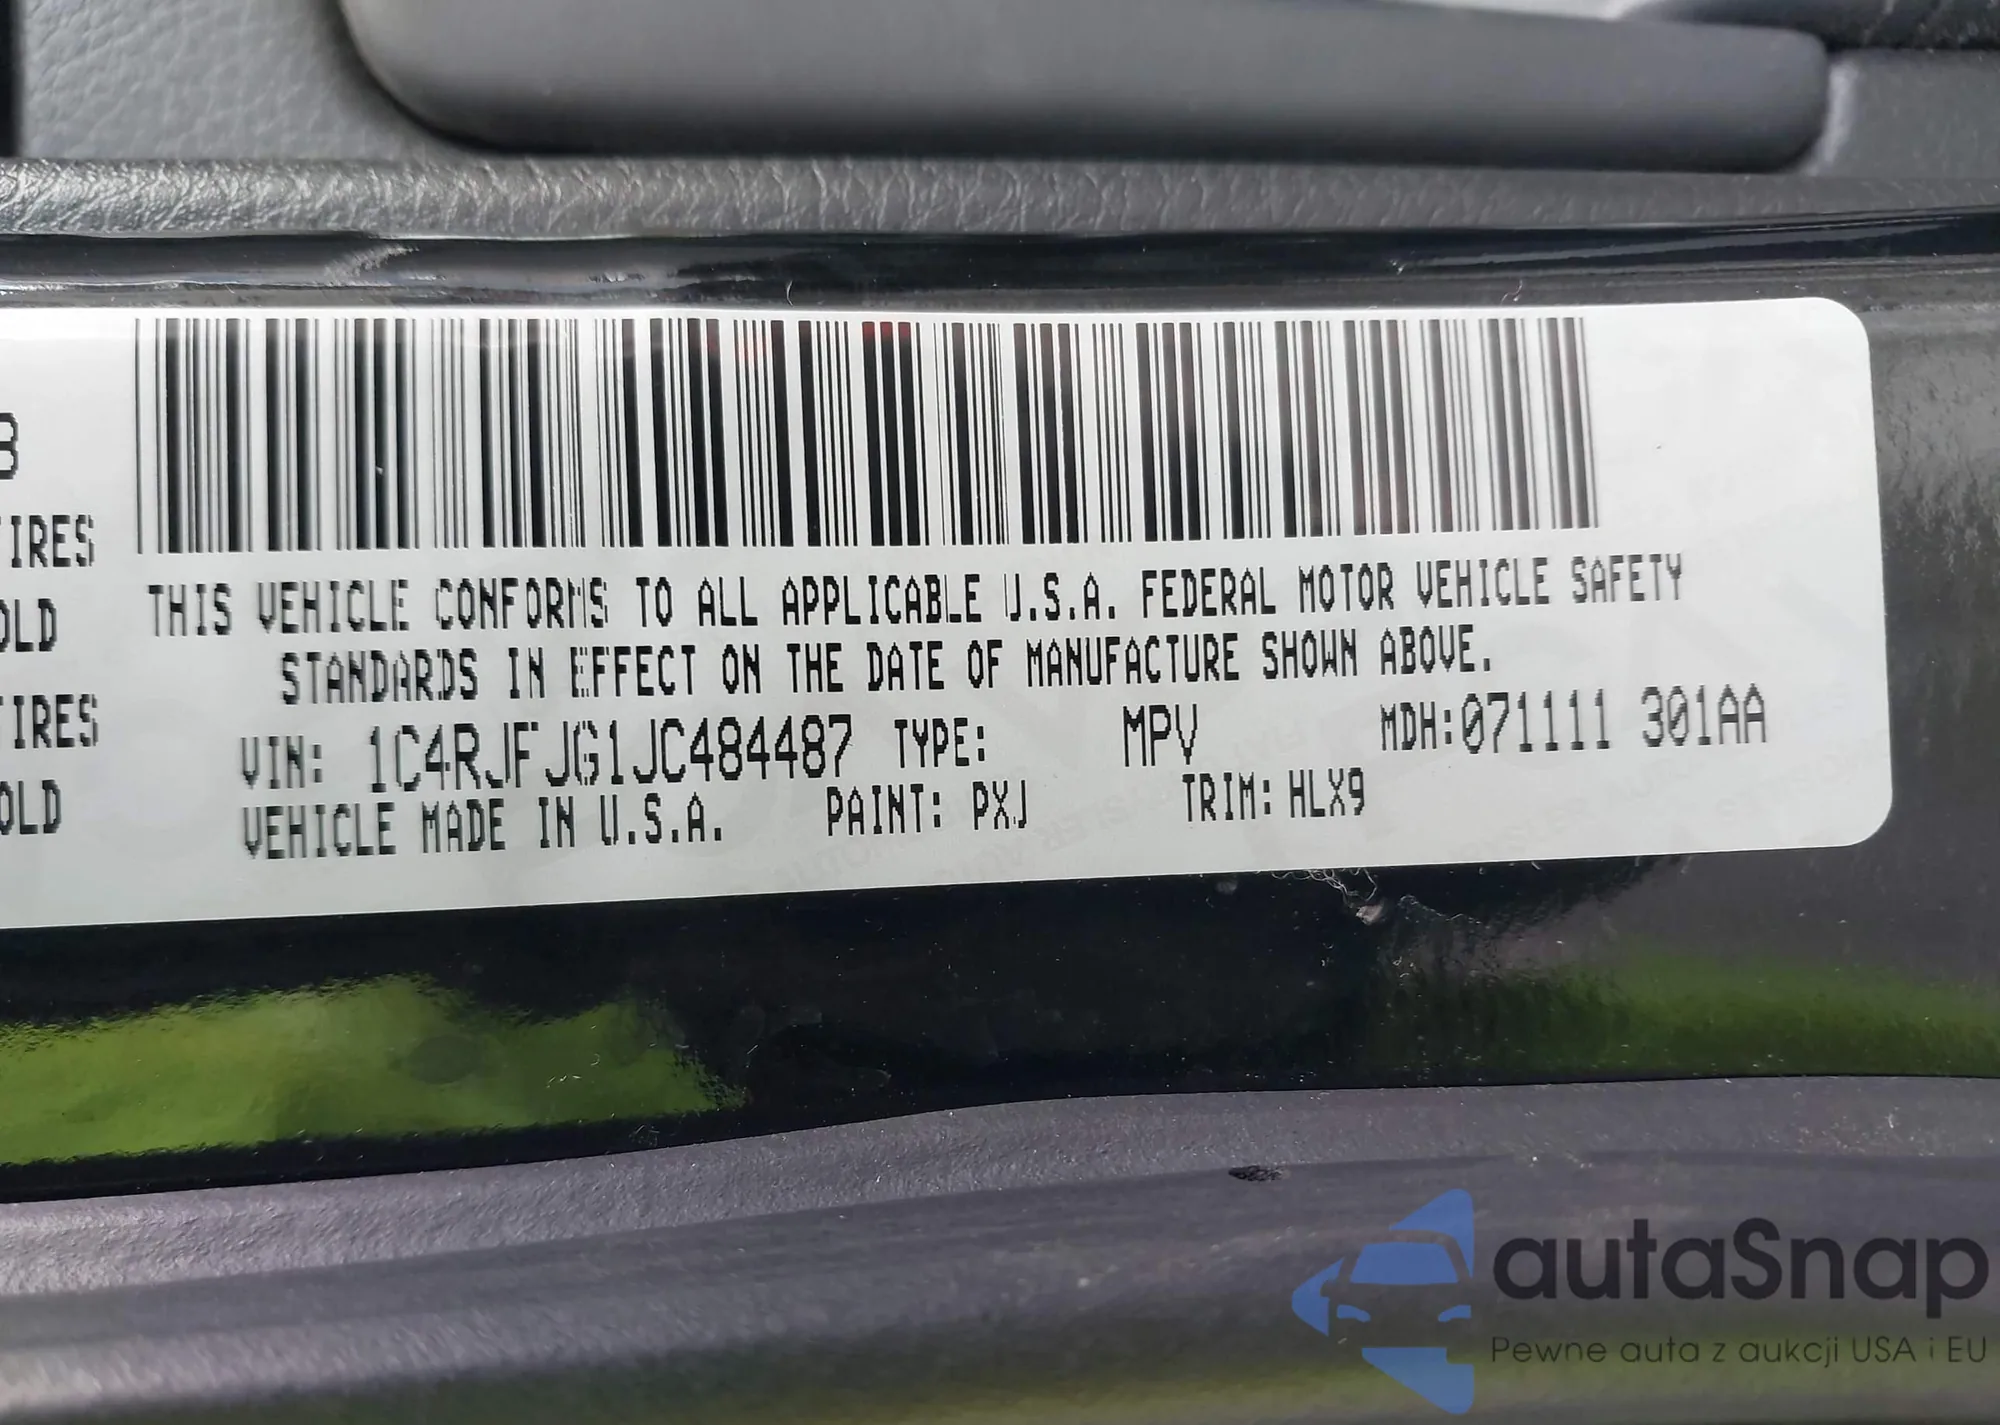 B
IRES
OLD
IRES
OLD
THIS VEHICLE CONFORMS TO ALL APPLICABLE U.S.A. FEDERAL MOTOR VEHICLE SAFETY
STANDARDS IN EFFECT ON THE DATE OF MANUFACTURE SHOWN ABOVE.
VIN: 1C4RJFJG1JC484487 TYPE: MPV MDH:071111 301AA
VEHICLE MADE IN U.S.A. PAINT: PXJ TRIM: HLX9
autaSnap
Pewne auta z aukcji USA i EU